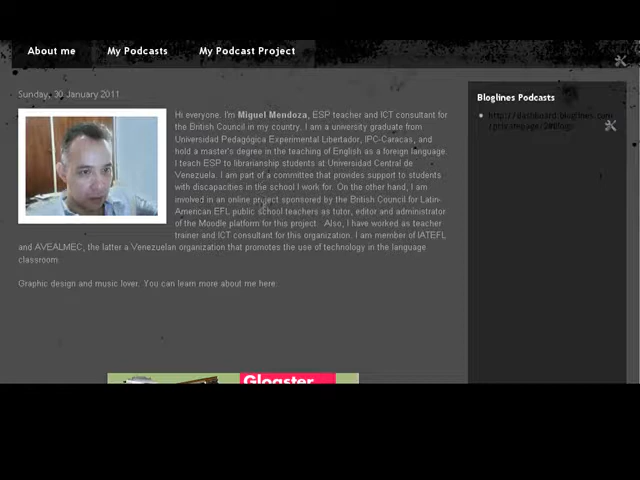 About me My Podcasts My Podcast Project
Sunday, 30 January 2011
Hi everyone. I'm Miguel Mendoza, ESP teacher and ICT consultant for
the British Council in my country. I am a university graduate from
Universidad Pedagógica Experimental Libertador, IPC-Caracas, and
hold a master's degree in the teaching of English as a foreign language.
I teach ESP to librarianship students at Universidad Central de
Venezuela. I am part of a committee that provides support to students
with discapacities in the school I work for. On the other hand, I am
involved in an online project sponsored by the British Council for Latin-
American EFL public school teachers as tutor, editor and administrator
of the Moodle platform for this project. Also, I have worked as teacher
trainer and ICT consultant for this organization. I am member of IATEFL
and AVEALMEC, the latter a Venezuelan organization that promotes the use of technology in the language
classroom.
Graphic design and music lover. You can learn more about me here:
Glogster
Bloglines Podcasts
http://dashboard.bloglines.com